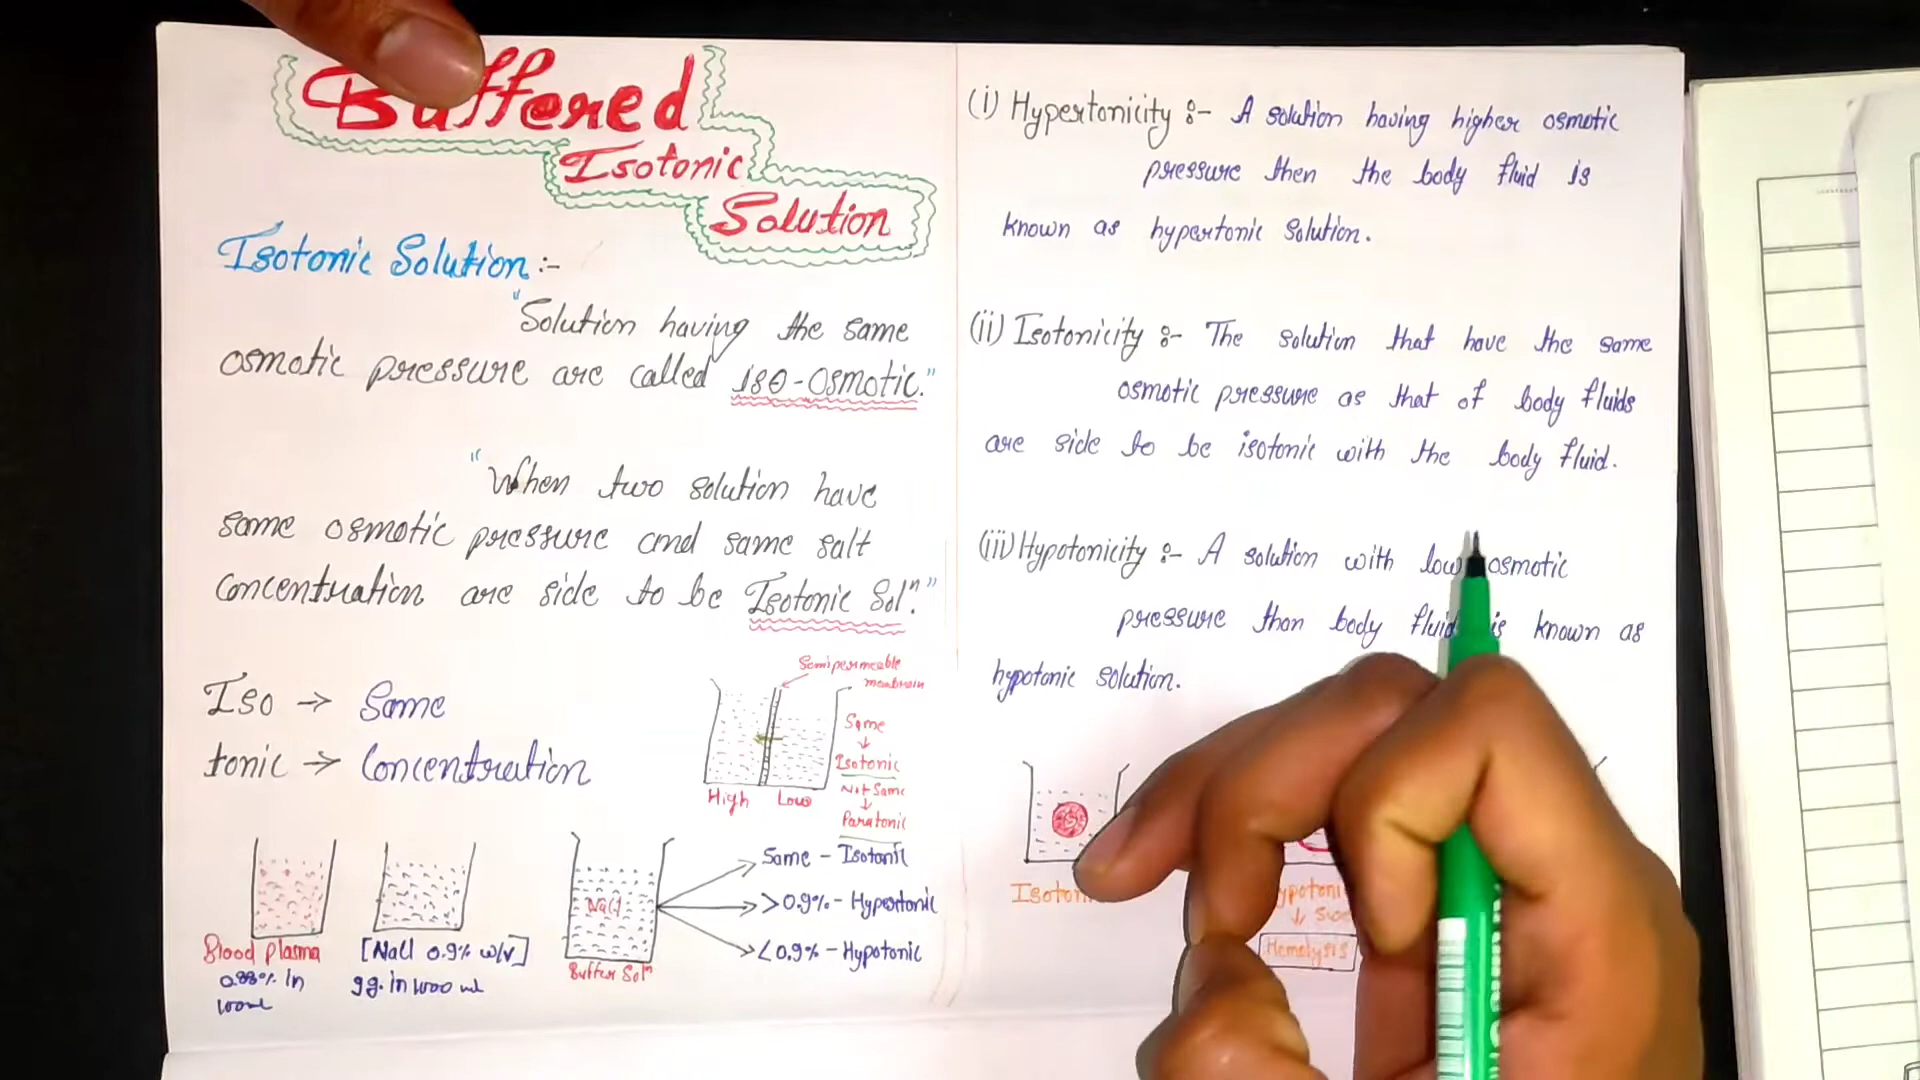 Buffered
Isotonic
Solution
Isotonic Solution :-
"Solution having the same
osmotic pressure are called iso-osmotic."
"When two solution have
same osmotic pressure and same salt
concentration are side to be Isotonic Solⁿ."
Iso → Same
tonic → Concentration
Semipermeable
membrain
Same
↓
Isotonic
Not Same
↓
Paratonic
High Low
Blood plasma
0.88% in
100ml
[NaCl 0.9% w/v]
9g. in 1000 ml
NaCl
Buffer Solⁿ
Same - Isotonic
>0.9% - Hypertonic
<0.9% - Hypotonic
(i) Hypertonicity :- A solution having higher osmotic
pressure then the body fluid is
known as hypertonic solution.
(ii) Isotonicity :- The solution that have the same
osmotic pressure as that of body fluids
are side to be isotonic with the body fluid.
(iii) Hypotonicity :- A solution with low osmotic
pressure than body fluid is known as
hypotonic solution.
Hemolysis